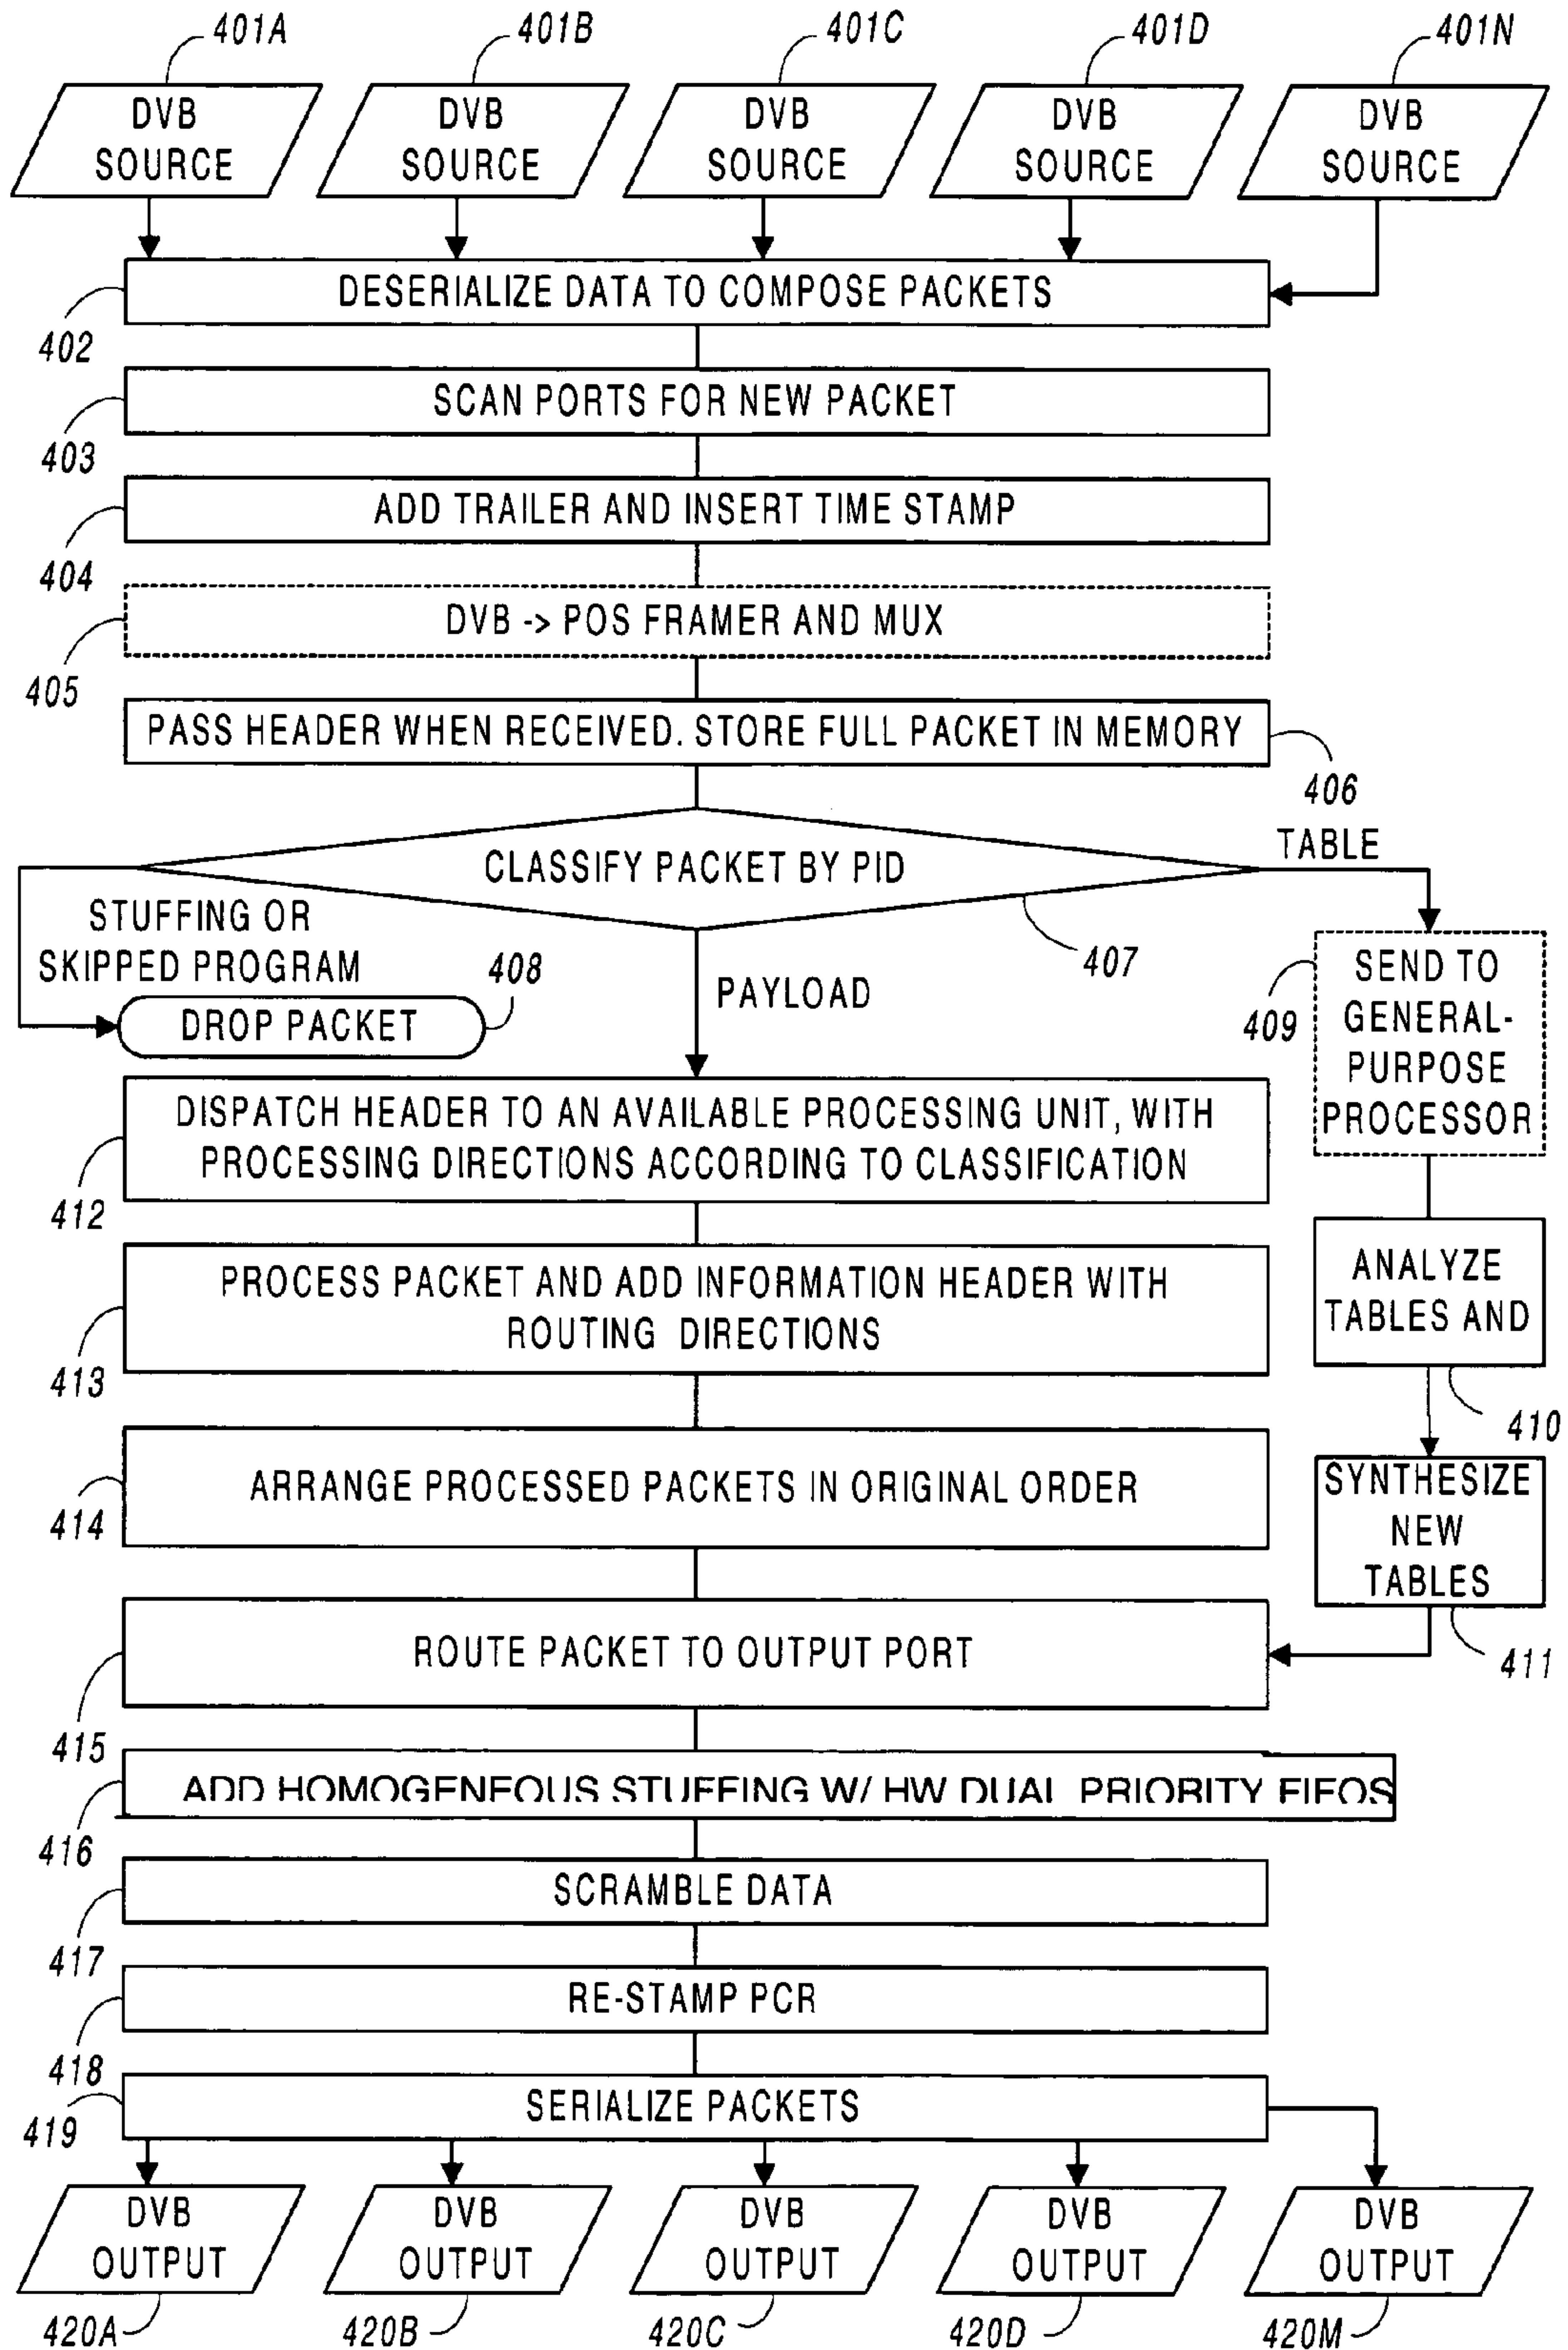 401A
401B
401C
401D
401N
DVB
SOURCE
DVB
SOURCE
DVB
SOURCE
DVB
SOURCE
DVB
SOURCE
DESERIALIZE DATA TO COMPOSE PACKETS
402
SCAN PORTS FOR NEW PACKET
403
ADD TRAILER AND INSERT TIME STAMP
404
DVB -> POS FRAMER AND MUX
405
PASS HEADER WHEN RECEIVED. STORE FULL PACKET IN MEMORY
406
CLASSIFY PACKET BY PID
407
TABLE
STUFFING OR
SKIPPED PROGRAM
408
DROP PACKET
PAYLOAD
409
SEND TO
GENERAL-
PURPOSE
PROCESSOR
DISPATCH HEADER TO AN AVAILABLE PROCESSING UNIT, WITH
PROCESSING DIRECTIONS ACCORDING TO CLASSIFICATION
412
ANALYZE
TABLES AND
410
PROCESS PACKET AND ADD INFORMATION HEADER WITH
ROUTING DIRECTIONS
413
ARRANGE PROCESSED PACKETS IN ORIGINAL ORDER
414
SYNTHESIZE
NEW
TABLES
411
ROUTE PACKET TO OUTPUT PORT
415
ADD HOMOGENEOUS STUFFING W/ HW DUAL PRIORITY FIFOS
416
SCRAMBLE DATA
417
RE-STAMP PCR
418
SERIALIZE PACKETS
419
DVB
OUTPUT
DVB
OUTPUT
DVB
OUTPUT
DVB
OUTPUT
DVB
OUTPUT
420A
420B
420C
420D
420M